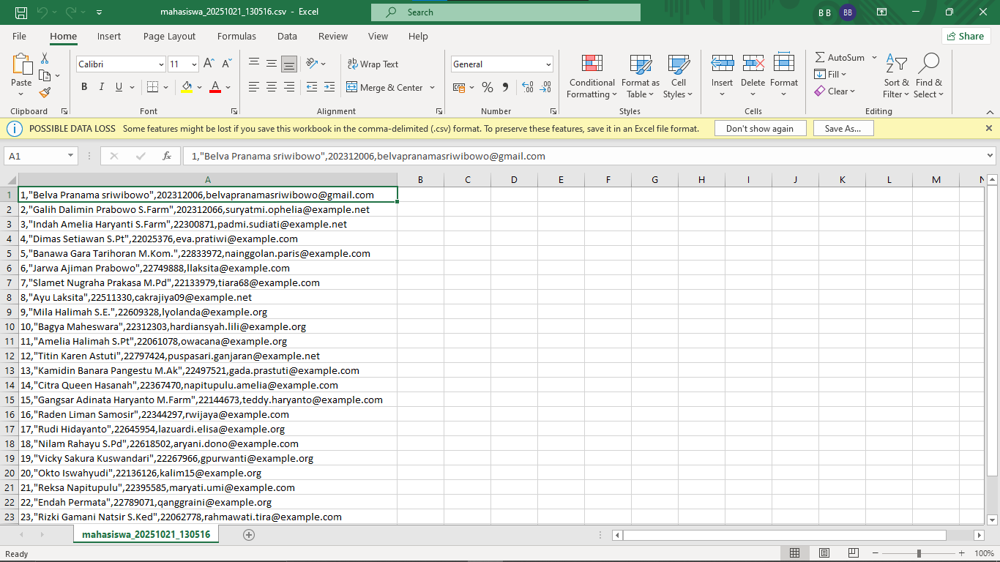 mahasiswa_20251021_130516.csv - Excel
Search
B B
BB
File Home Insert Page Layout Formulas Data Review View Help
Share
Paste
Clipboard
Calibri 11
B I U
A
Font
Wrap Text
Merge & Center
Alignment
General
%
Number
Conditional Formatting
Format as Table
Cell Styles
Styles
Insert Delete Format
Cells
AutoSum
Fill
Clear
Sort & Filter
Find & Select
Editing
POSSIBLE DATA LOSS Some features might be lost if you save this workbook in the comma-delimited (.csv) format. To preserve these features, save it in an Excel file format. Don't show again Save As...
A1 fx 1,"Belva Pranama sriwibowo",202312006,belvapranamasriwibowo@gmail.com
A B C D E F G H I J K L M N
1 1,"Belva Pranama sriwibowo",202312006,belvapranamasriwibowo@gmail.com
2 2,"Galih Dalimin Prabowo S.Farm",202312066,suryatmi.ophelia@example.net
3 3,"Indah Amelia Haryanti S.Farm",22300871,padmi.sudiati@example.net
4 4,"Dimas Setiawan S.Pt",22025376,eva.pratiwi@example.com
5 5,"Banawa Gara Tarihoran M.Kom.",22833972,nainggolan.paris@example.com
6 6,"Jarwa Ajiman Prabowo",22749888,llaksita@example.com
7 7,"Slamet Nugraha Prakasa M.Pd",22133979,tiara68@example.com
8 8,"Ayu Laksita",22511330,cakrajiya09@example.net
9 9,"Mila Halimah S.E.",22609328,lyolanda@example.org
10 10,"Bagya Maheswara",22312303,hardiansyah.lili@example.org
11 11,"Amelia Halimah S.Pt",22061078,owacana@example.org
12 12,"Titin Karen Astuti",22797424,puspasari.ganjaran@example.net
13 13,"Kamidin Banara Pangestu M.Ak",22497521,gada.prastuti@example.com
14 14,"Citra Queen Hasanah",22367470,napitupulu.amelia@example.com
15 15,"Gangsar Adinata Haryanto M.Farm",22144673,teddy.haryanto@example.com
16 16,"Raden Liman Samosir",22344297,rwijaya@example.com
17 17,"Rudi Hidayanto",22645954,lazuardi.elisa@example.org
18 18,"Nilam Rahayu S.Pd",22618502,aryani.dono@example.com
19 19,"Vicky Sakura Kuswandari",22267966,gpurwanti@example.org
20 20,"Okto Iswahyudi",22136126,kalim15@example.org
21 21,"Reksa Napitupulu",22395585,maryati.umi@example.com
22 22,"Endah Permata",22789071,qanggraini@example.org
23 23,"Rizki Gamani Natsir S.Ked",22062778,rahmawati.tira@example.com
mahasiswa_20251021_130516
Ready
100%